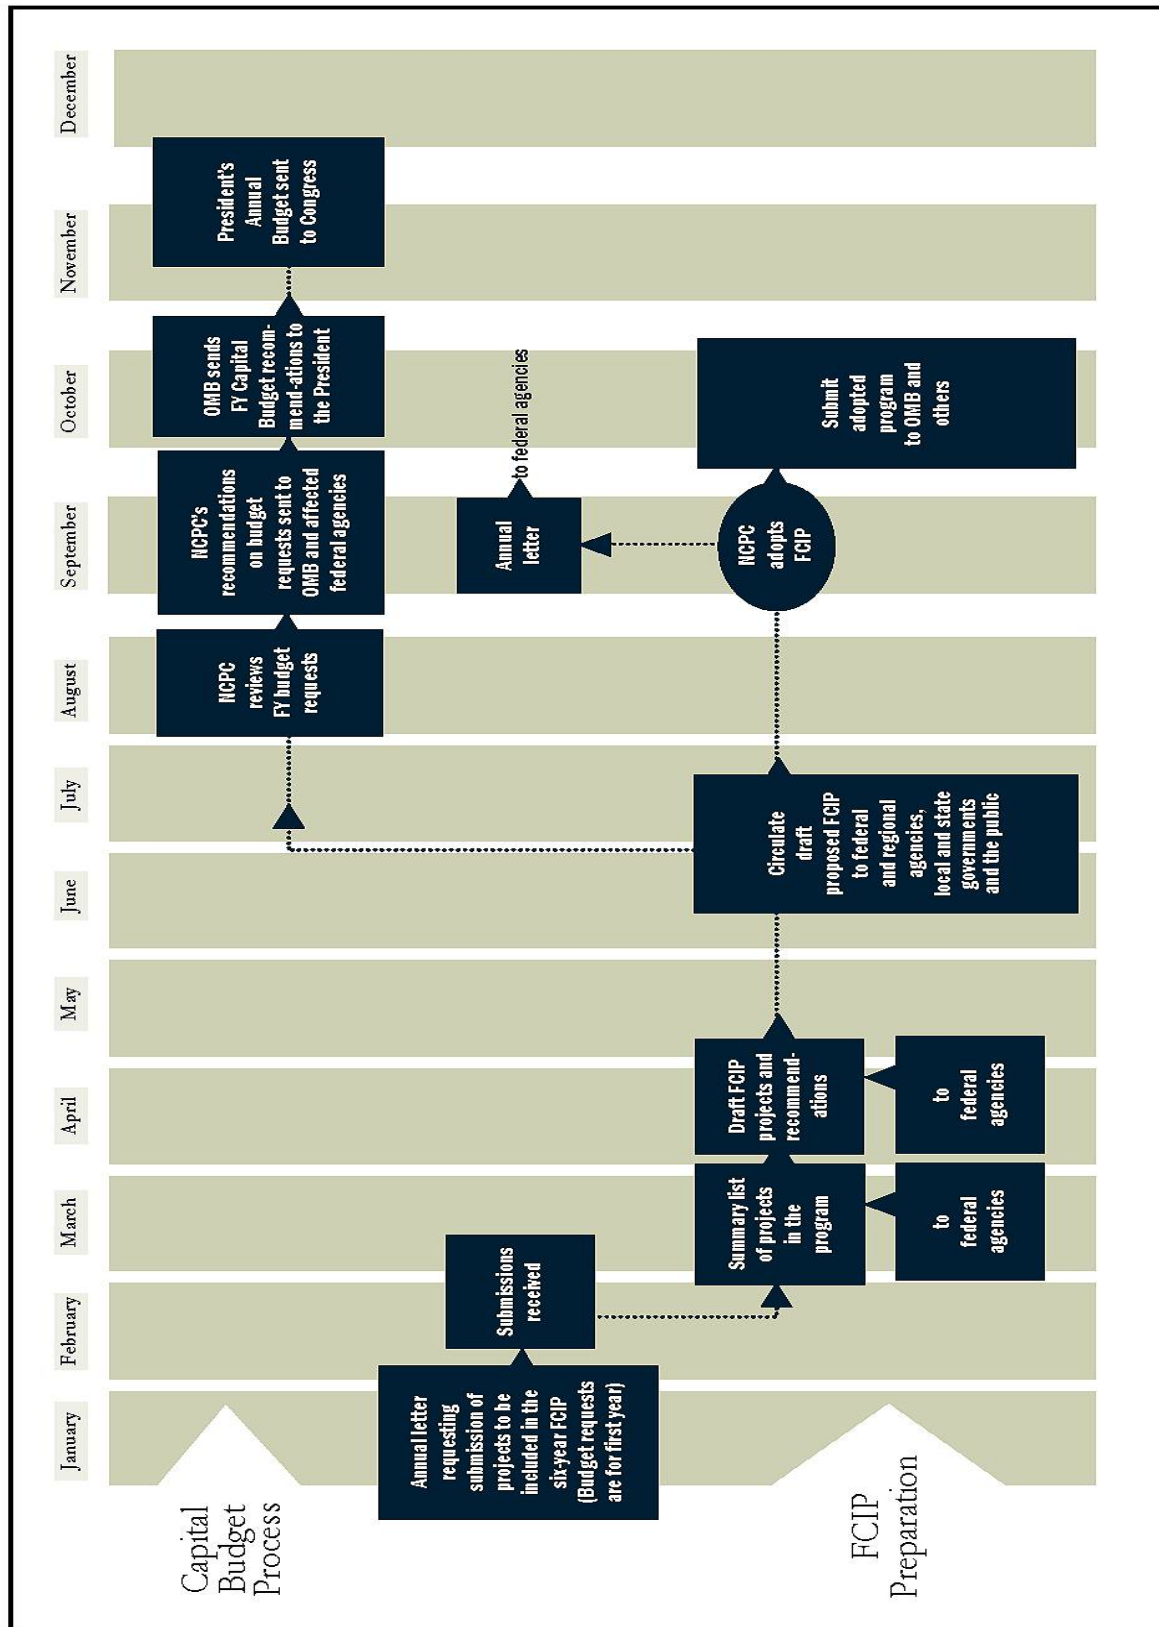 January
February
March
April
May
June
July
August
September
October
November
December
Capital
Budget
Process
NCPC
reviews
FY budget
requests
NCPC's
recommendations
on budget
requests sent to
OMB and affected
federal agencies
OMB sends
FY Capital
Budget recom-
mend-ations to
the President
President's
Annual
Budget sent
to Congress
Annual letter
requesting
submission of
projects to be
included in the
six-year FCIP
(Budget requests
are for first year)
Submissions
received
Annual
letter
to federal agencies
FCIP
Preparation
Summary list
of projects
in the
program
Draft FCIP
projects and
recommend-
ations
Circulate
draft
proposed FCIP
to federal
and regional
agencies,
local and state
governments
and the public
NCPC
adopts
FCIP
Submit
adopted
program
to OMB and
others
to
federal
agencies
to
federal
agencies